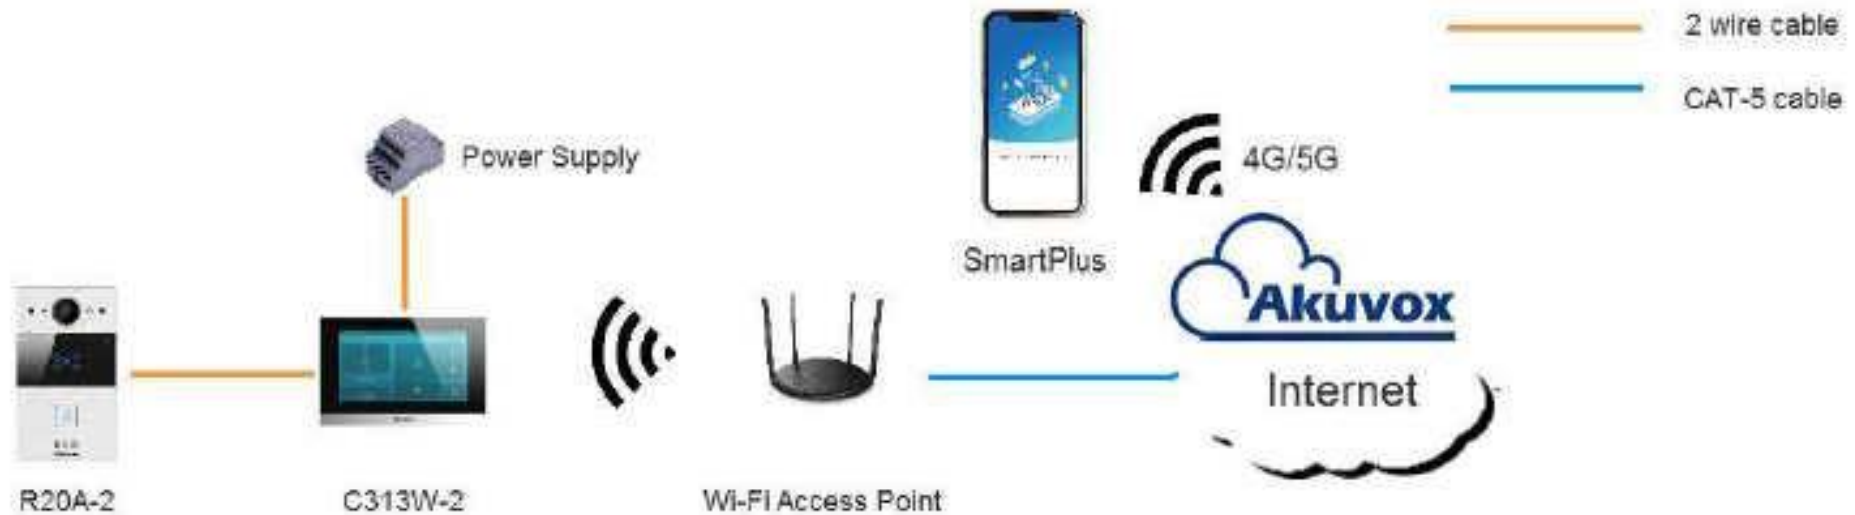 2 wire cable
CAT-5 cable
Power Supply
4G/5G
SmartPlus
Akuvox
Internet
R20A-2
C313W-2
Wi-Fi Access Point